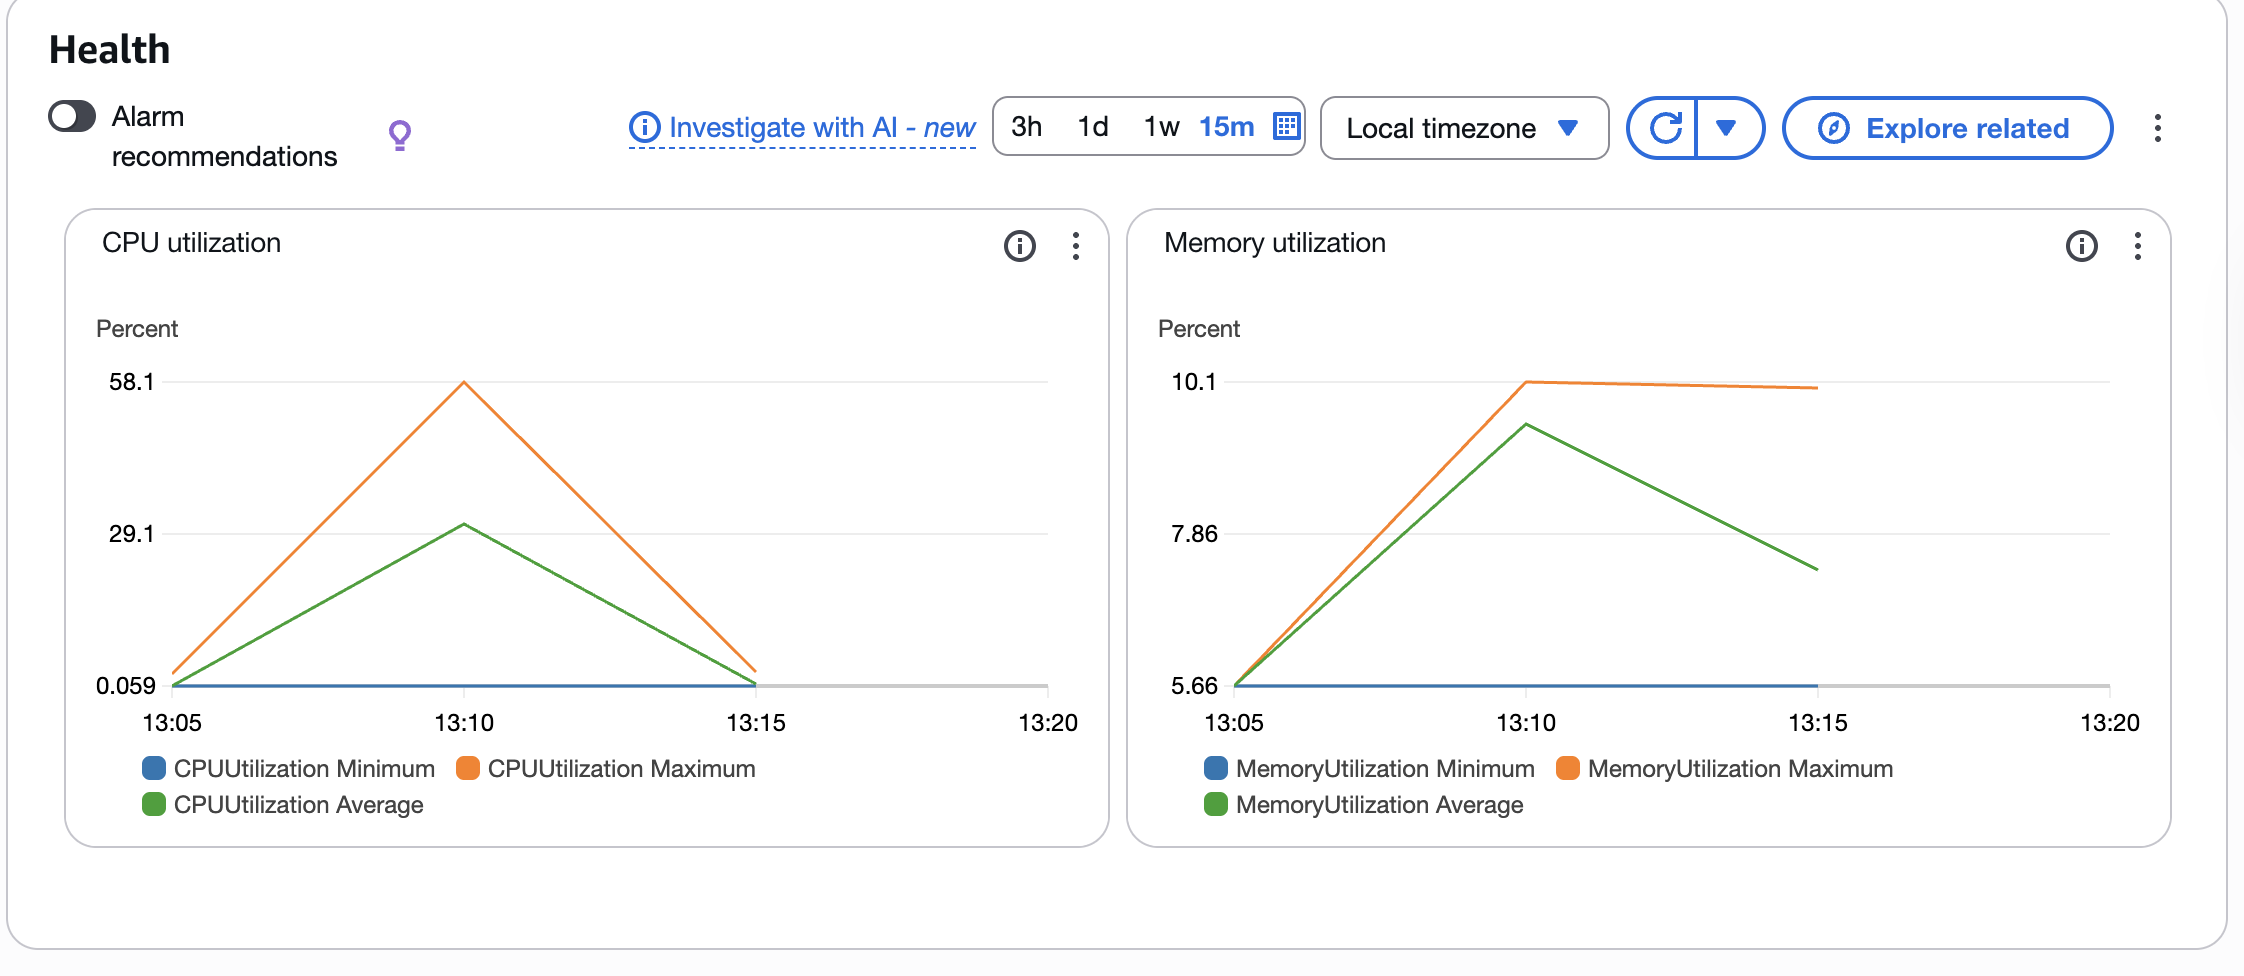 Health
Alarm
recommendations
Investigate with AI - new
3h 1d 1w 15m
Local timezone
Explore related
CPU utilization
Percent
58.1
29.1
0.059
13:05 13:10 13:15 13:20
CPUUtilization Minimum CPUUtilization Maximum
CPUUtilization Average
Memory utilization
Percent
10.1
7.86
5.66
13:05 13:10 13:15 13:20
MemoryUtilization Minimum MemoryUtilization Maximum
MemoryUtilization Average